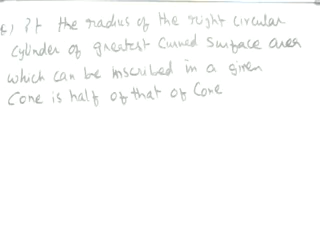 c) If the radius of the right circular
cylinder of greatest curved surface area
which can be inscribed in a given
cone is half of that of cone